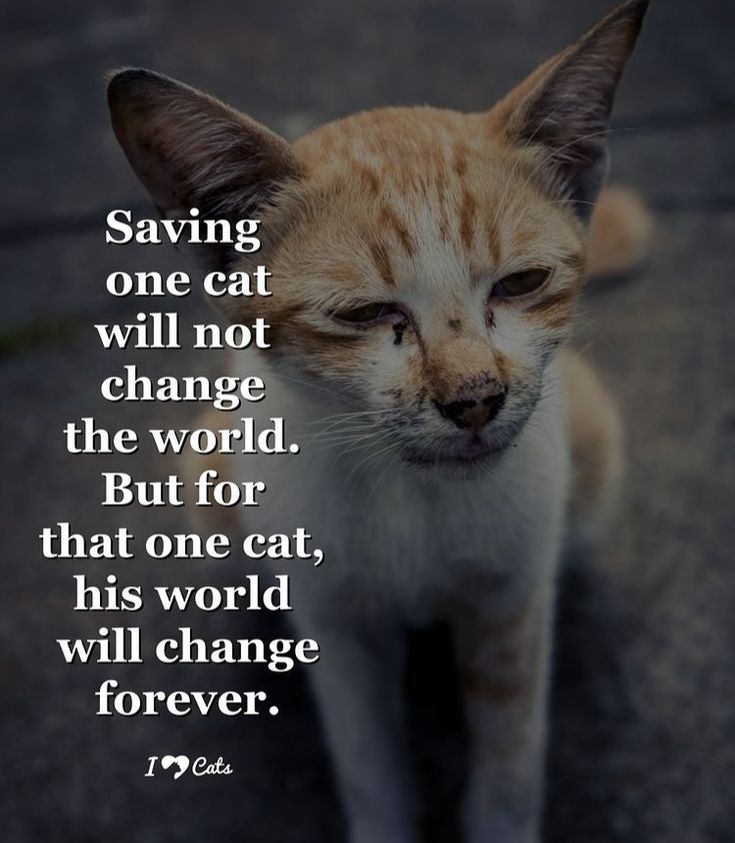 Saving
one cat
will not
change
the world.
But for
that one cat,
his world
will change
forever.
I Cats